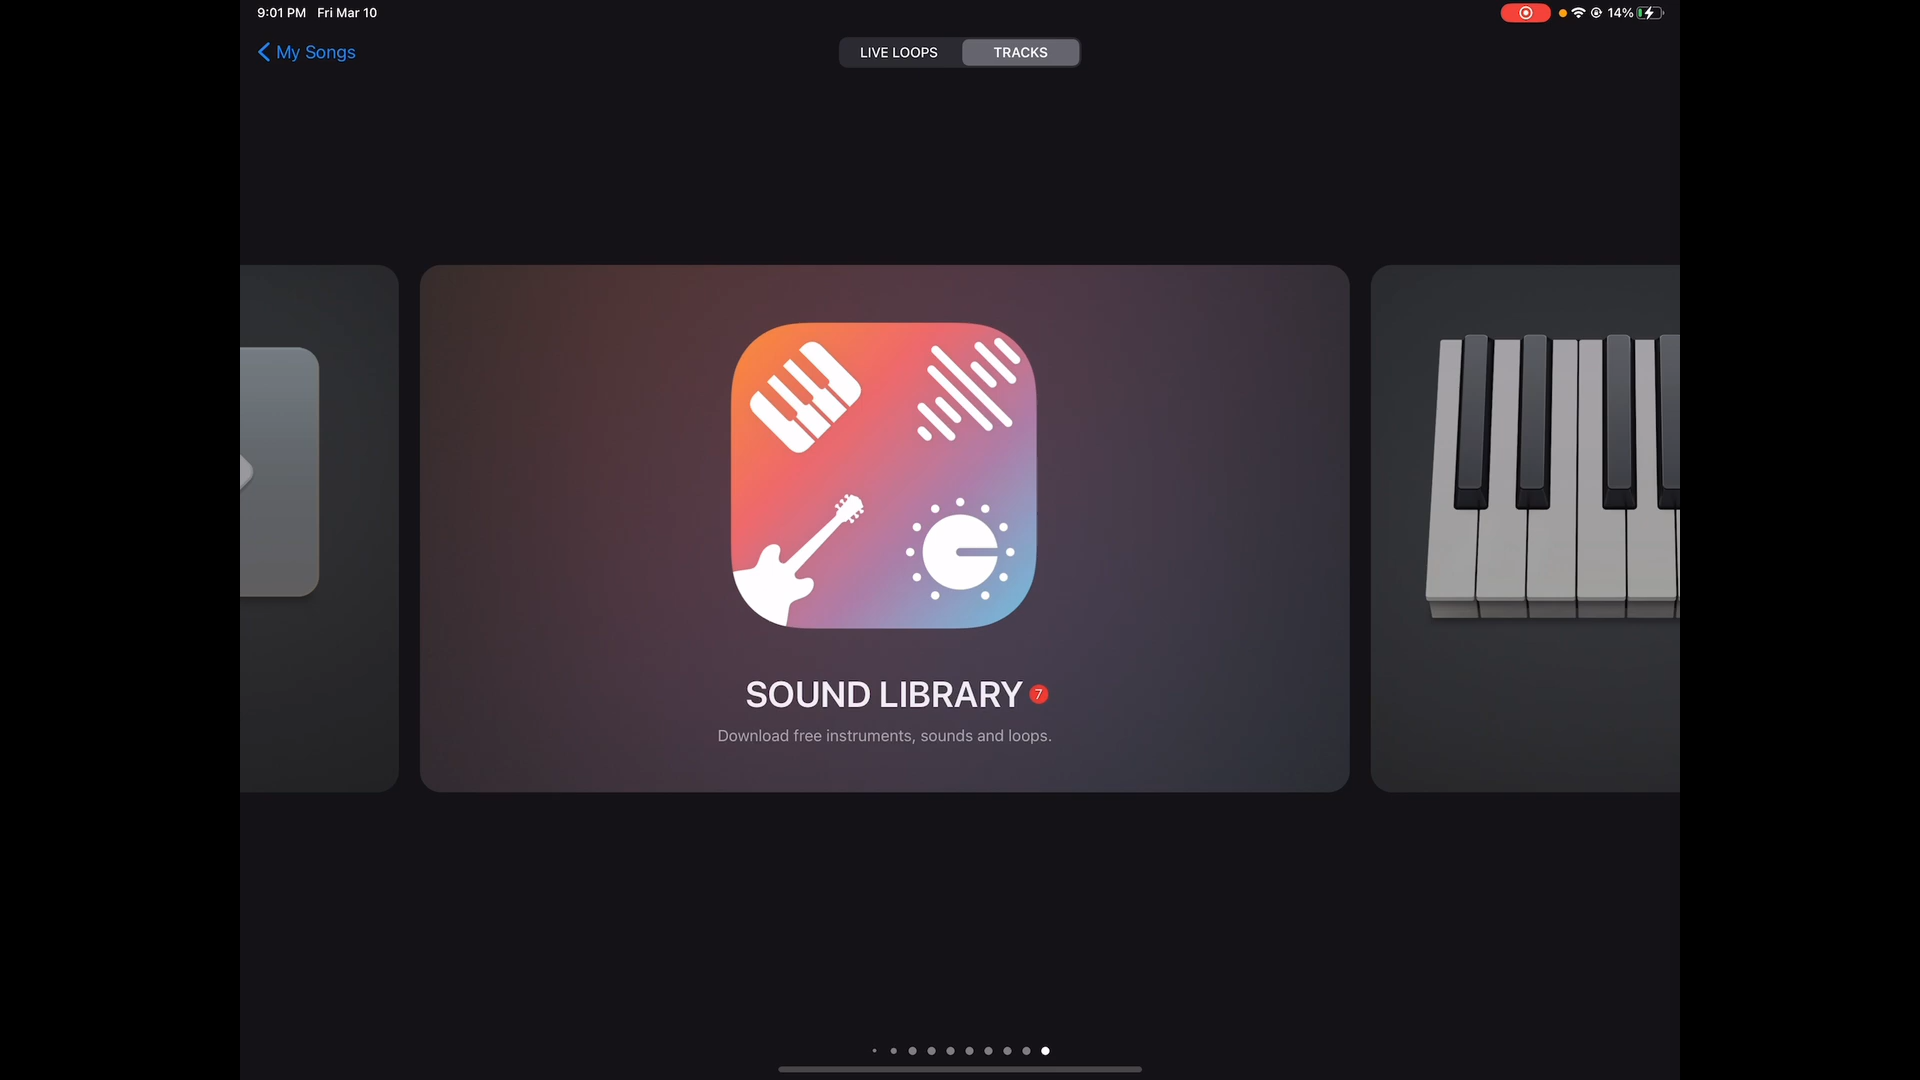 9:01 PM Fri Mar 10
14%
My Songs
LIVE LOOPS
TRACKS
SOUND LIBRARY 7
Download free instruments, sounds and loops.